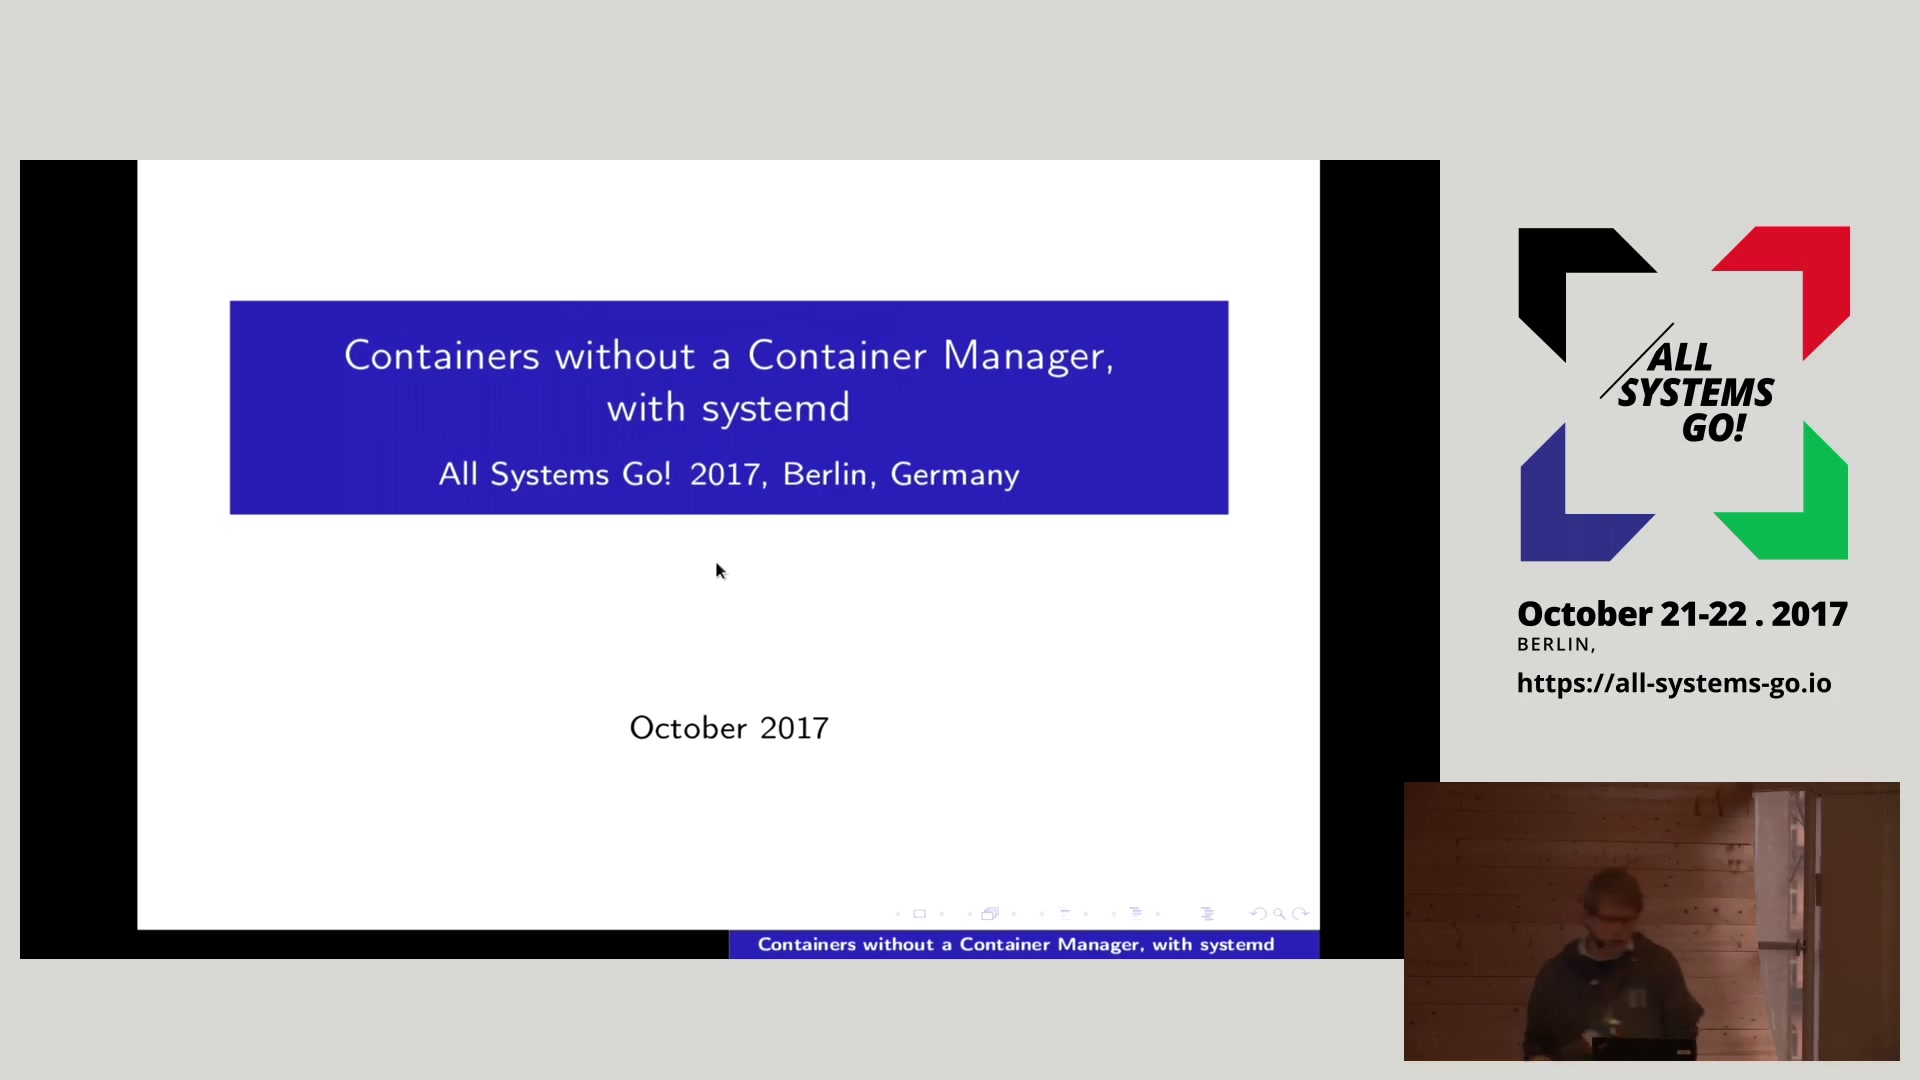 Containers without a Container Manager,
with systemd
All Systems Go! 2017, Berlin, Germany
October 2017
Containers without a Container Manager, with systemd
ALL
SYSTEMS
GO!
October 21-22 . 2017
BERLIN,
https://all-systems-go.io